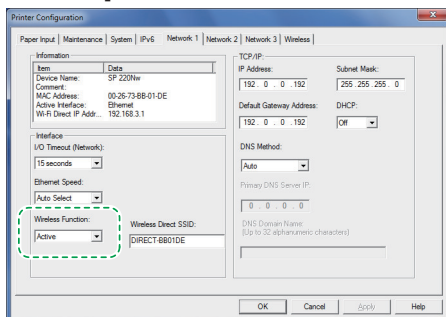 Printer Configuration
Paper Input | Maintenance | System | IPv6 | Network 1 | Network 2 | Network 3 | Wireless
Information
Item Data
Device Name: SP 220Nw
Comment:
MAC Address: 00-26-73-BB-01-DE
Active Interface: Ethernet
Wi-Fi Direct IP Addr... 192.168.3.1
Interface
I/O Timeout (Network):
15 seconds
Ethernet Speed:
Auto Select
Wireless Function:
Active
Wireless Direct SSID:
DIRECT-BB01DE
TCP/IP:
IP Address: Subnet Mask:
192 . 0 . 0 .192 255 .255 .255 . 0
Default Gateway Address: DHCP:
192 . 0 . 0 .192 Off
DNS Method:
Auto
Primary DNS Server IP:
0 . 0 . 0 . 0
DNS Domain Name:
(Up to 32 alphanumeric characters)
OK Cancel Apply Help